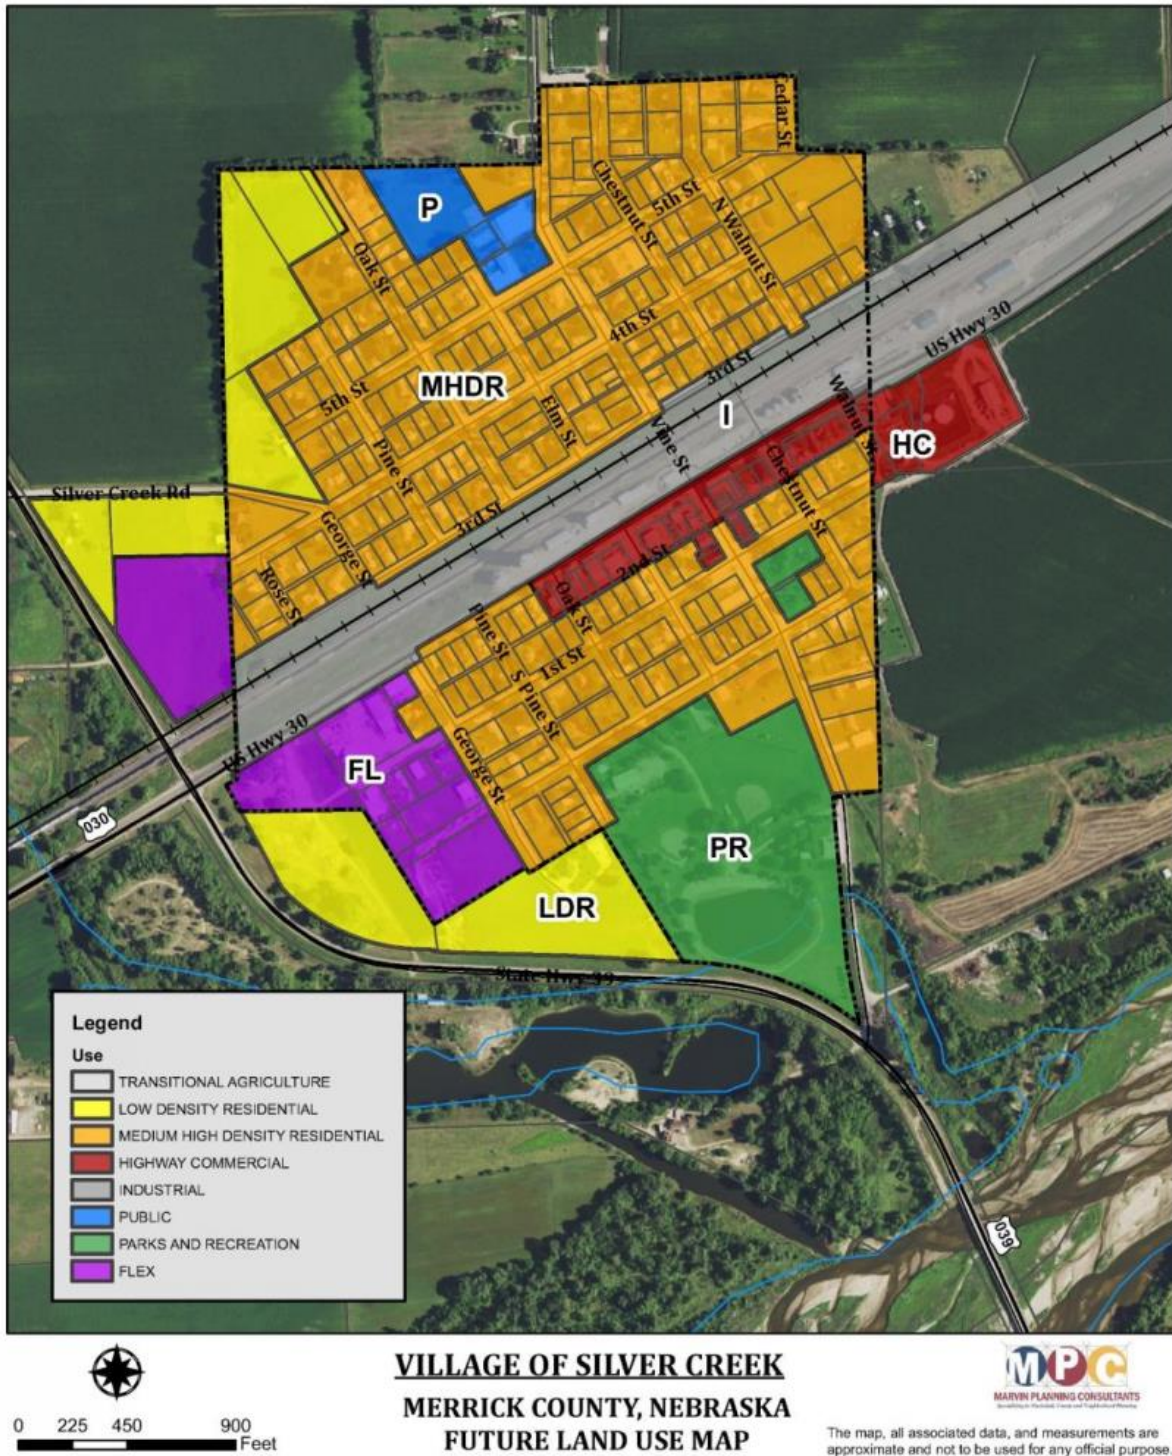 Cedar St
Chestnut St
5th St
N Walnut St
P
Oak St
4th St
3rd St
US Hwy 30
MHDR
5th St
Elm St
I
Vine St
Walnut St
HC
Pine St
Chestnut St
Silver Creek Rd
3rd St
George St
2nd St
Rose St
Oak St
Pine St
1st St
S Pine St
US Hwy 30
FL
George St
030
PR
LDR
State Hwy 39
039
Legend
Use
TRANSITIONAL AGRICULTURE
LOW DENSITY RESIDENTIAL
MEDIUM HIGH DENSITY RESIDENTIAL
HIGHWAY COMMERCIAL
INDUSTRIAL
PUBLIC
PARKS AND RECREATION
FLEX
0 225 450 900
Feet
VILLAGE OF SILVER CREEK
MERRICK COUNTY, NEBRASKA
FUTURE LAND USE MAP
MPC
MARVIN PLANNING CONSULTANTS
The map, all associated data, and measurements are
approximate and not to be used for any official purposes